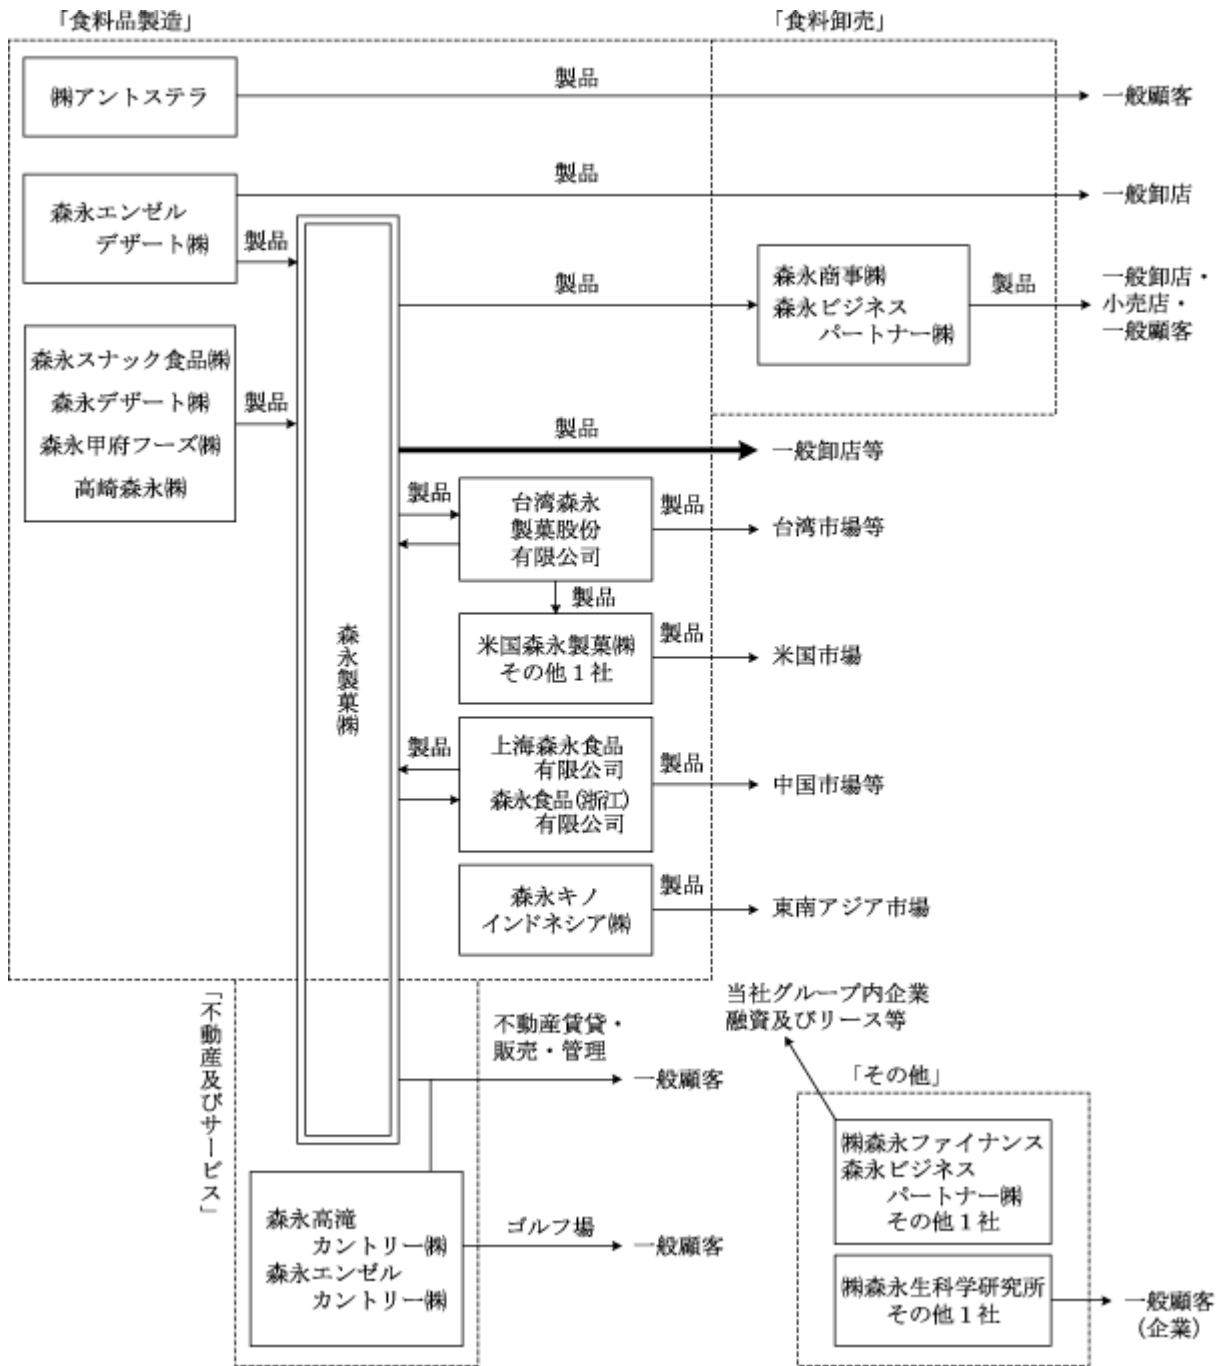 「食料品製造」
「食料卸売」
㈱アントステラ
製品
一般顧客
森永エンゼル
デザート㈱
製品
一般卸店
製品
製品
森永商事㈱
森永ビジネス
パートナー㈱
製品
一般卸店・
小売店・
一般顧客
森永スナック食品㈱
森永デザート㈱
森永甲府フーズ㈱
高崎森永㈱
製品
森永製菓㈱
製品
一般卸店等
製品
台湾森永
製菓股份
有限公司
製品
台湾市場等
製品
米国森永製菓㈱
その他1社
製品
米国市場
製品
上海森永食品
有限公司
森永食品(浙江)
有限公司
製品
中国市場等
森永キノ
インドネシア㈱
製品
東南アジア市場
「不動産及びサービス」
不動産賃貸・
販売・管理
一般顧客
森永高滝
カントリー㈱
森永エンゼル
カントリー㈱
ゴルフ場
一般顧客
当社グループ内企業
融資及びリース等
「その他」
㈱森永ファイナンス
森永ビジネス
パートナー㈱
その他1社
㈱森永生科学研究所
その他1社
一般顧客
(企業)